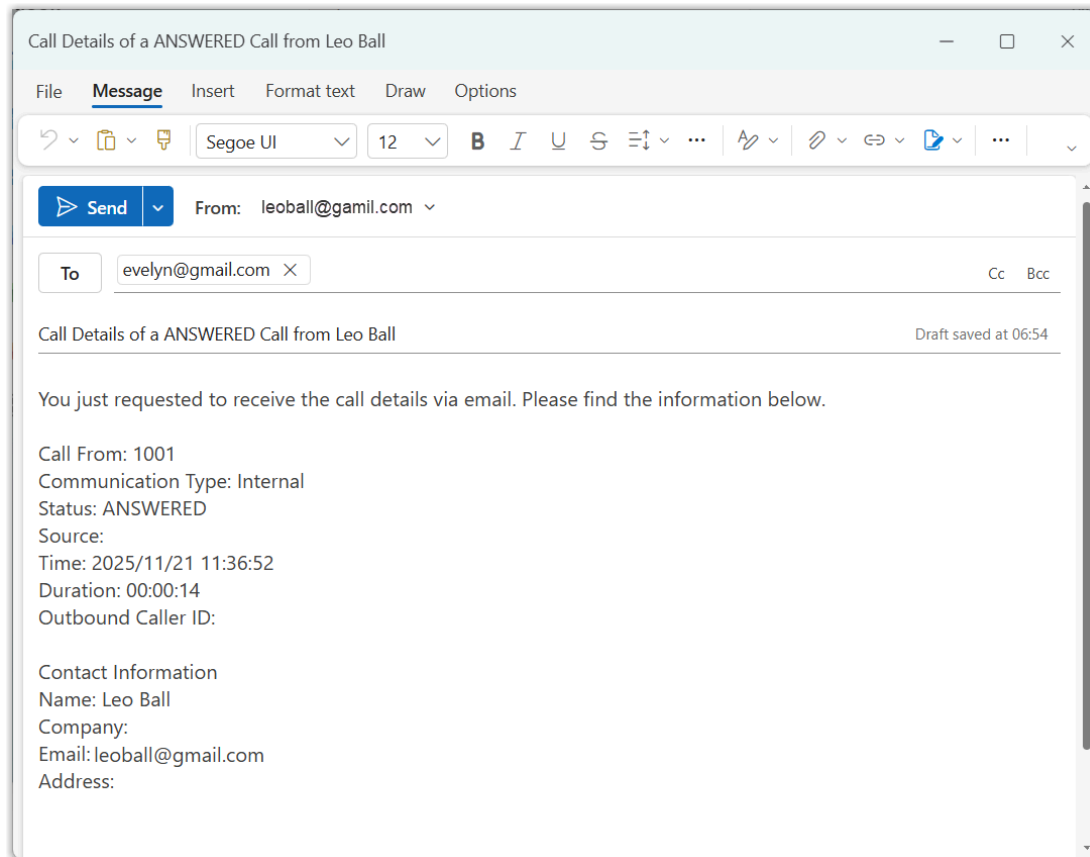 Call Details of a ANSWERED Call from Leo Ball
File Message Insert Format text Draw Options
Segoe UI 12 B I U S
Send From: leoball@gamil.com
To evelyn@gmail.com Cc Bcc
Call Details of a ANSWERED Call from Leo Ball Draft saved at 06:54
You just requested to receive the call details via email. Please find the information below.
Call From: 1001
Communication Type: Internal
Status: ANSWERED
Source:
Time: 2025/11/21 11:36:52
Duration: 00:00:14
Outbound Caller ID:
Contact Information
Name: Leo Ball
Company:
Email: leoball@gmail.com
Address: